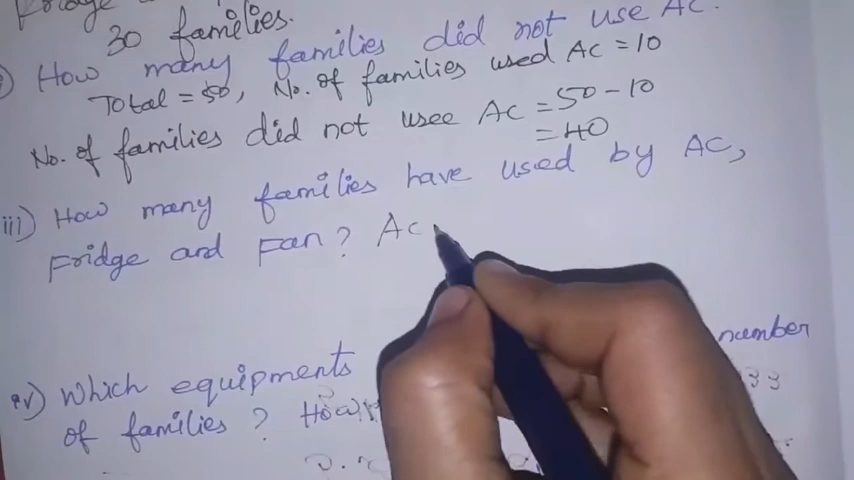 Fridge
30 families.
How many families did not use AC.
Total = 50, No. of families used AC = 10
No. of families did not usee AC = 50 - 10
= 40
iii) How many families have used by AC,
Fridge and Fan? AC
iv) Which equipments number
of families?